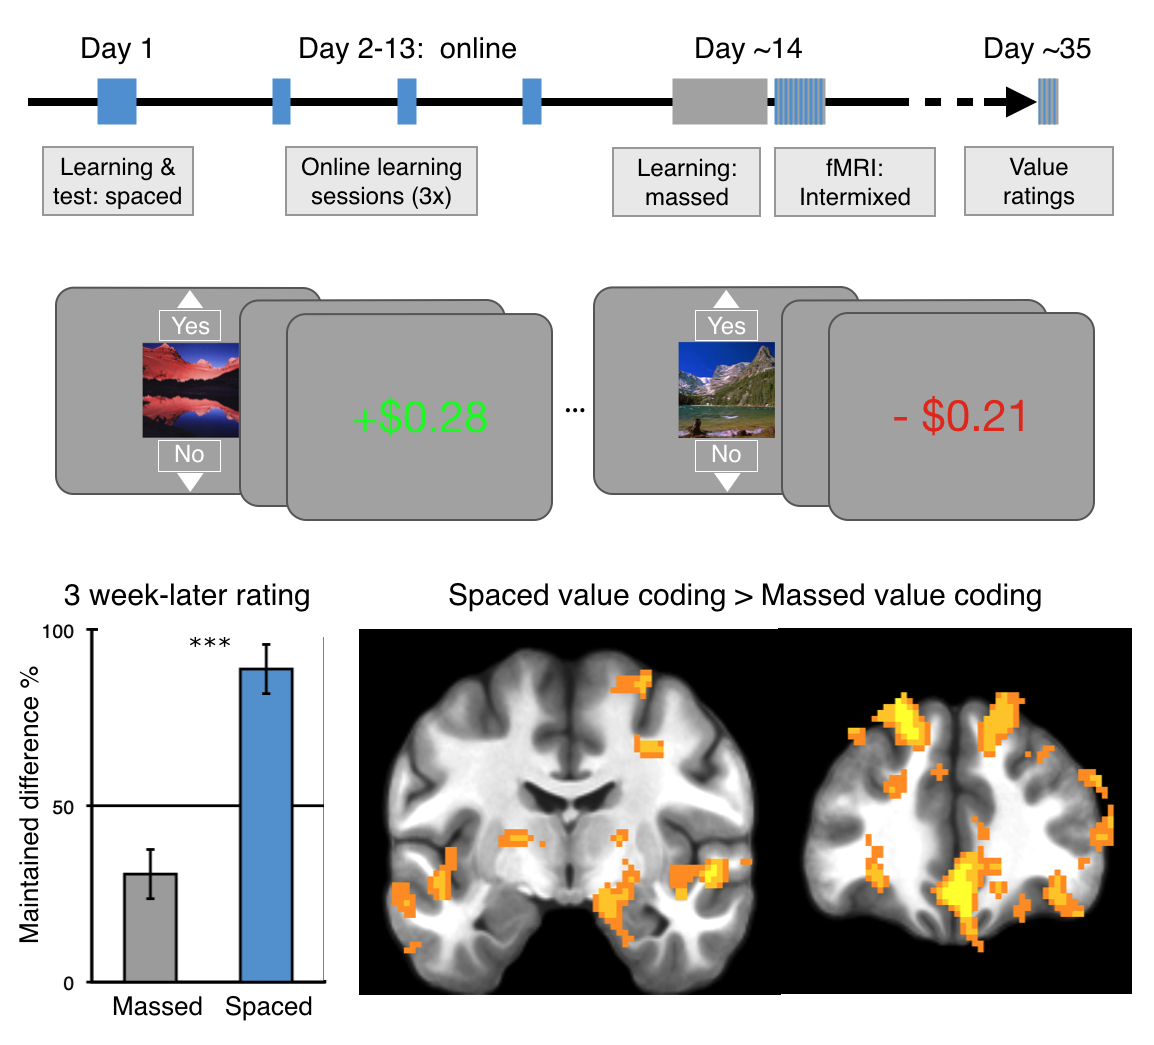 Day 1
Day 2-13: online
Day ~14
Day ~35
Learning &
test: spaced
Online learning
sessions (3x)
Learning:
massed
fMRI:
Intermixed
Value
ratings
Yes
No
+$0.28
...
Yes
No
- $0.21
3 week-later rating
Maintained difference %
100
50
0
***
Massed
Spaced
Spaced value coding > Massed value coding